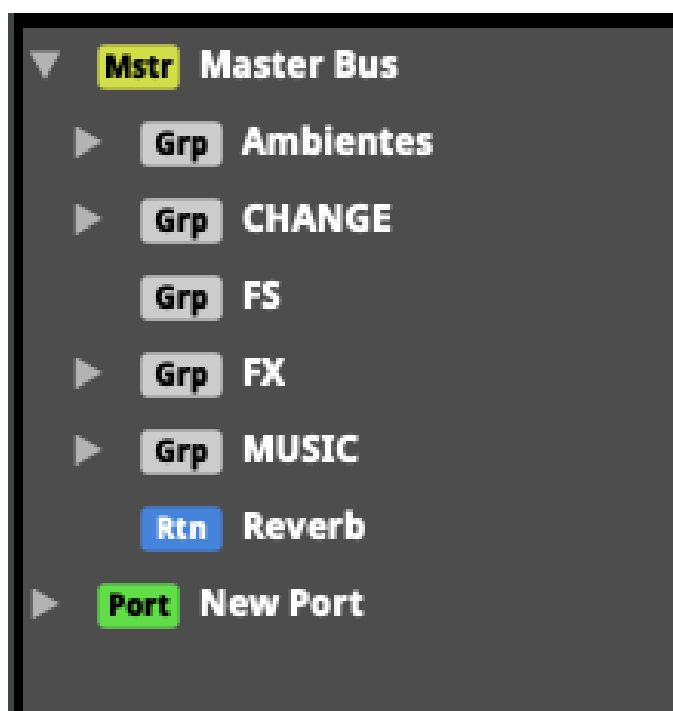 Mstr Master Bus
Grp Ambientes
Grp CHANGE
Grp FS
Grp FX
Grp MUSIC
Rtn Reverb
Port New Port